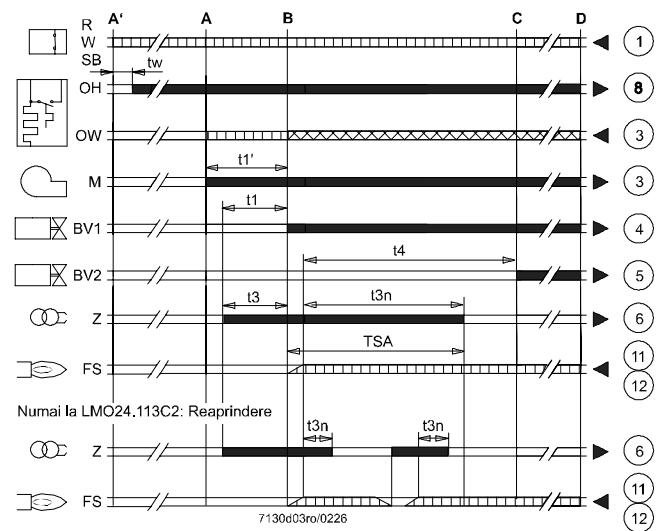 A' A B C D
R
W 1
SB tw
OH 8
OW 3
t1'
M 3
t1
BV1 4
t4
BV2 5
t3 t3n
Z 6
TSA
FS 11
12
Numai la LMO24.113C2: Reaprindere
t3n t3n
Z 6
FS 11
12
7130d03ro/0226